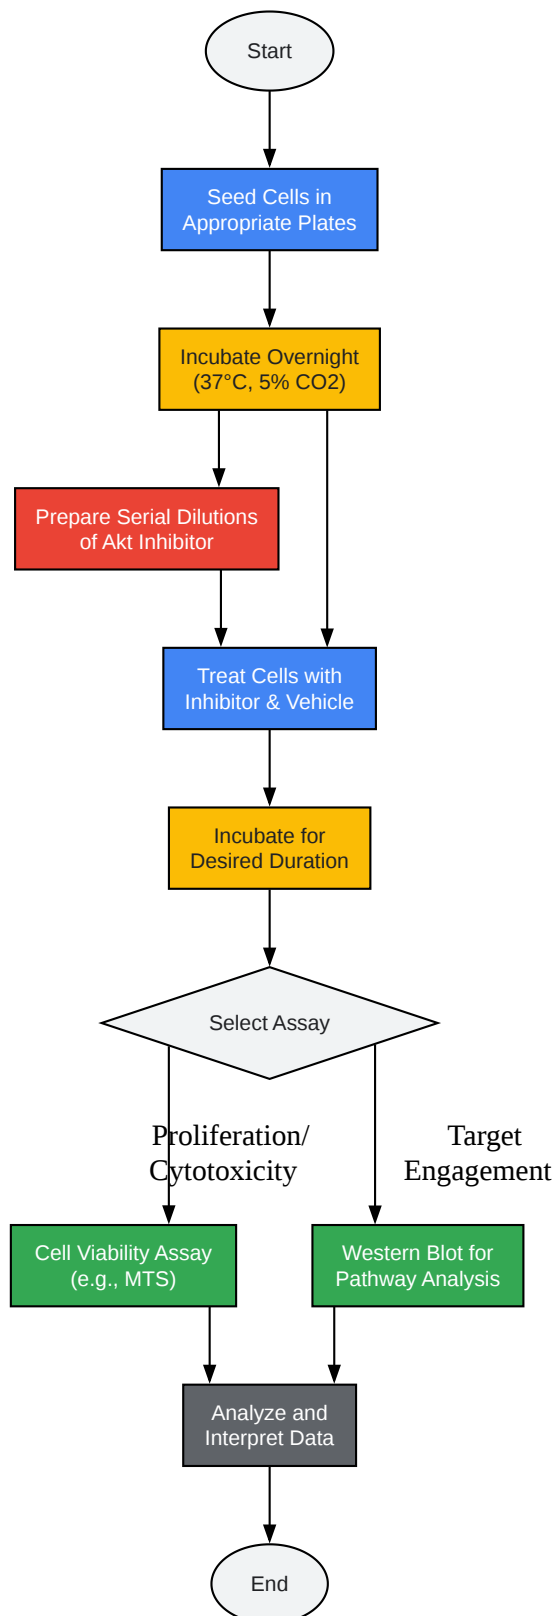 Start
Seed Cells in
Appropriate Plates
Incubate Overnight
(37°C, 5% CO2)
Prepare Serial Dilutions
of Akt Inhibitor
Treat Cells with
Inhibitor & Vehicle
Incubate for
Desired Duration
Select Assay
Proliferation/
Cytotoxicity
Target
Engagement
Cell Viability Assay
(e.g., MTS)
Western Blot for
Pathway Analysis
Analyze and
Interpret Data
End